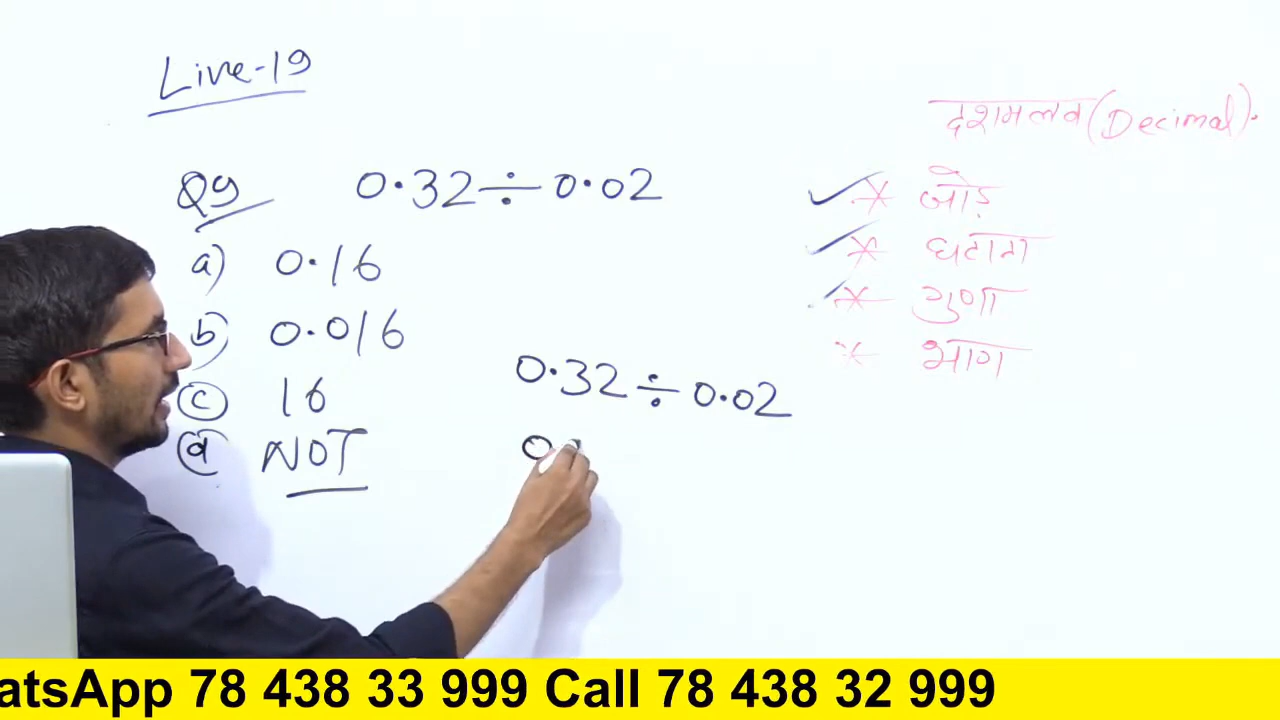 Live-19
दशमलव (Decimal).
Q9 0.32 ÷ 0.02
* जोड़
a) 0.16
* घटाना
b) 0.016
* गुणा
c) 16
* भाग
0.32 ÷ 0.02
d) NOT
0.
atsApp 78 438 33 999 Call 78 438 32 999